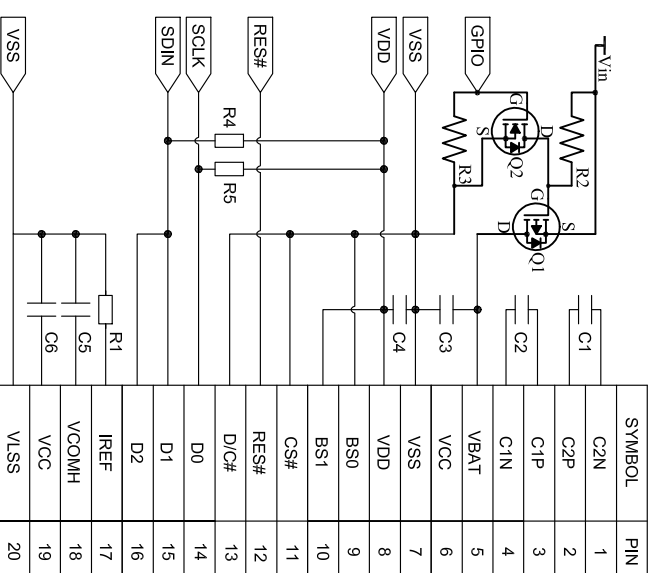 Vin
GPIO
VSS
VDD
RES#
SCLK
SDIN
VSS
G
D
S
Q2
R2
R3
G
S
D
Q1
R4
R5
C1
C2
C3
C4
R1
C5
C6
SYMBOL PIN
C2N 1
C2P 2
C1P 3
C1N 4
VBAT 5
VCC 6
VSS 7
VDD 8
BS0 9
BS1 10
CS# 11
RES# 12
D/C# 13
D0 14
D1 15
D2 16
IREF 17
VCOMH 18
VCC 19
VLSS 20